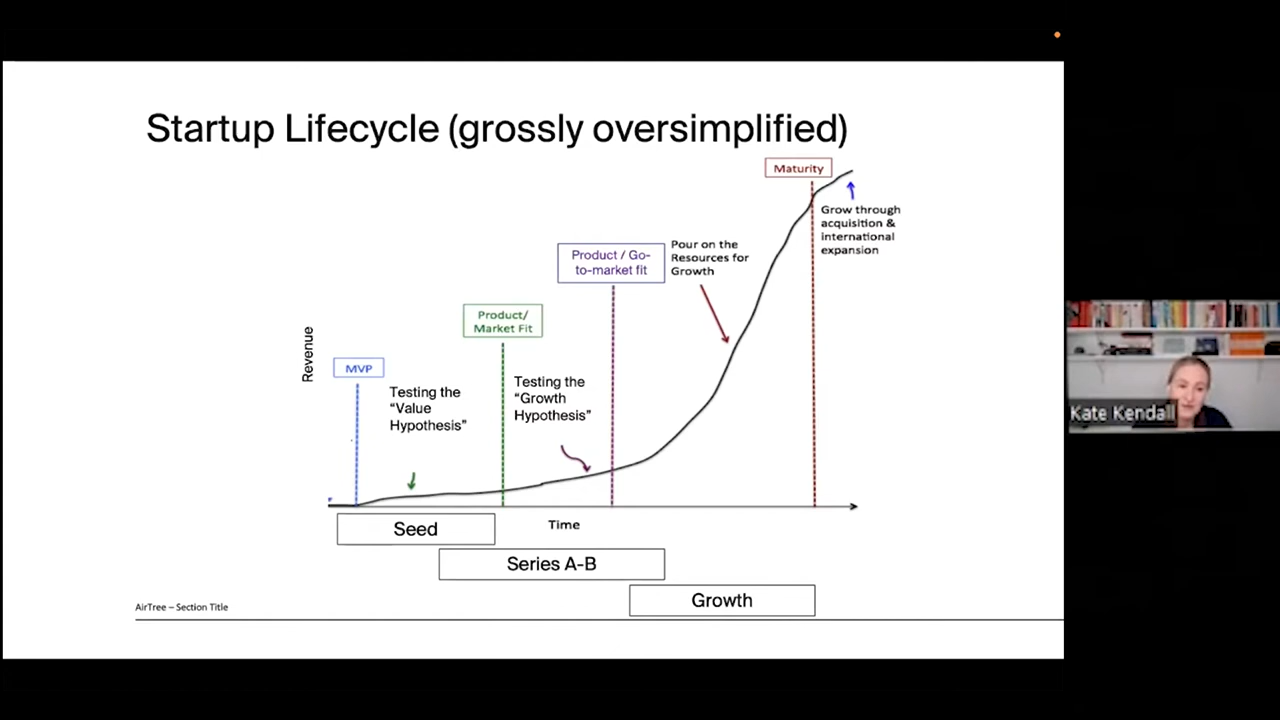 Startup Lifecycle (grossly oversimplified)
Maturity
Grow through
acquisition &
international
expansion
Product / Go-
to-market fit
Pour on the
Resources for
Growth
Product/
Market Fit
Revenue
MVP
Testing the
“Value
Hypothesis”
Testing the
“Growth
Hypothesis”
Time
Seed
Series A-B
Growth
AirTree – Section Title
Kate Kendall